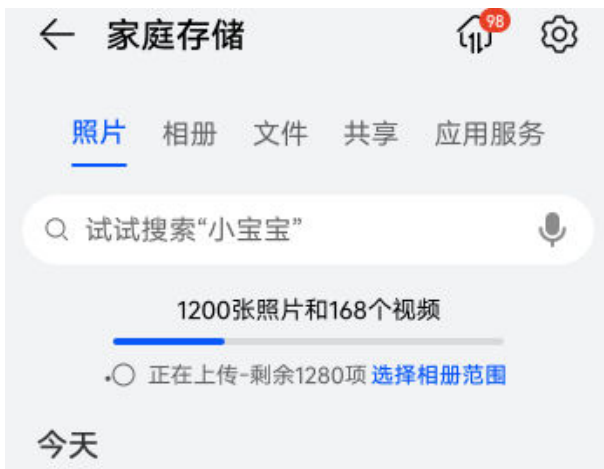 家庭存储
98
照片 相册 文件 共享 应用服务
试试搜索“小宝宝”
1200张照片和168个视频
正在上传-剩余1280项 选择相册范围
今天